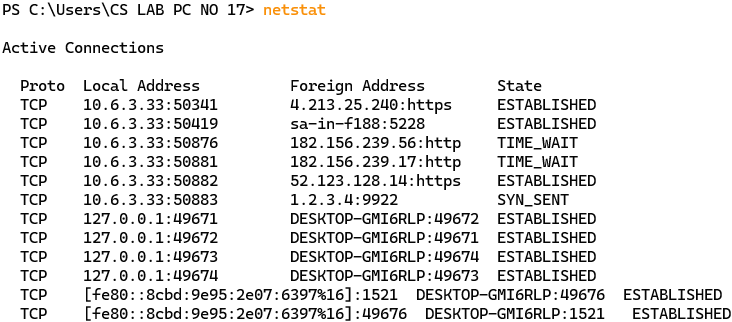 PS C:\Users\CS LAB PC NO 17> netstat
Active Connections
Proto  Local Address          Foreign Address        State
TCP    10.6.3.33:50341        4.213.25.240:https     ESTABLISHED
TCP    10.6.3.33:50419        sa-in-f188:5228        ESTABLISHED
TCP    10.6.3.33:50876        182.156.239.56:http    TIME_WAIT
TCP    10.6.3.33:50881        182.156.239.17:http    TIME_WAIT
TCP    10.6.3.33:50882        52.123.128.14:https    ESTABLISHED
TCP    10.6.3.33:50883        1.2.3.4:9922           SYN_SENT
TCP    127.0.0.1:49671        DESKTOP-GMI6RLP:49672  ESTABLISHED
TCP    127.0.0.1:49672        DESKTOP-GMI6RLP:49671  ESTABLISHED
TCP    127.0.0.1:49673        DESKTOP-GMI6RLP:49674  ESTABLISHED
TCP    127.0.0.1:49674        DESKTOP-GMI6RLP:49673  ESTABLISHED
TCP    [fe80::8cbd:9e95:2e07:6397%16]:1521  DESKTOP-GMI6RLP:49676  ESTABLISHED
TCP    [fe80::8cbd:9e95:2e07:6397%16]:49676  DESKTOP-GMI6RLP:1521   ESTABLISHED